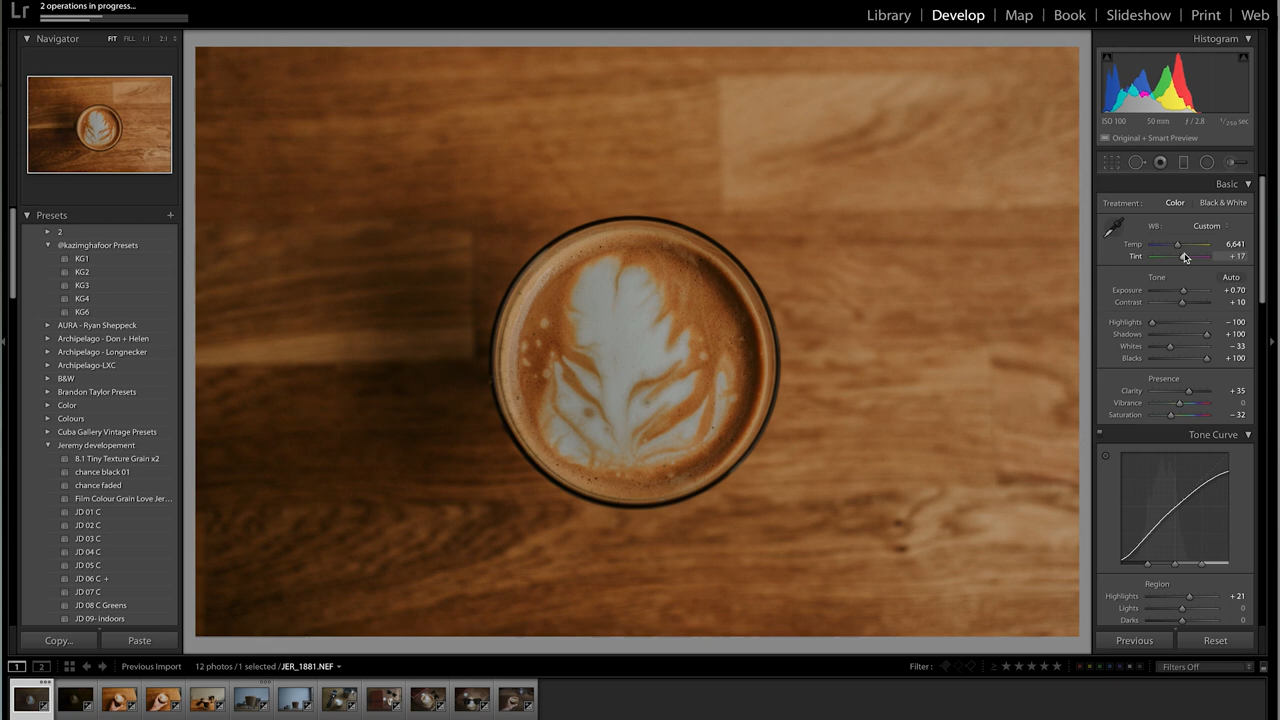 Lr
2 operations in progress...
Library | Develop | Map | Book | Slideshow | Print | Web
Navigator FIT FILL 1:1 2:1
Presets +
2
@kazimghafoor Presets
KG1
KG2
KG3
KG4
KG6
AURA - Ryan Sheppeck
Archipelago - Don + Helen
Archipelago - Longnecker
Archipelago-LXC
B&W
Brandon Taylor Presets
Color
Colours
Cuba Gallery Vintage Presets
Jeremy developement
8.1 Tiny Texture Grain x2
chance black 01
chance faded
Film Colour Grain Love Jer...
JD 01 C
JD 02 C
JD 03 C
JD 04 C
JD 05 C
JD 06 C +
JD 07 C
JD 08 C Greens
JD 09- indoors
Copy... Paste
Histogram
ISO 100 50 mm ƒ / 2.8 1/250 sec
Original + Smart Preview
Basic
Treatment : Color Black & White
WB : Custom
Temp 6,641
Tint + 17
Tone Auto
Exposure + 0.70
Contrast + 10
Highlights − 100
Shadows + 100
Whites − 33
Blacks + 100
Presence
Clarity + 35
Vibrance 0
Saturation − 32
Tone Curve
Region
Highlights + 21
Lights 0
Darks 0
Previous Reset
1 2 Previous Import 12 photos / 1 selected / JER_1881.NEF Filter : ≥ ★ ★ ★ ★ ★ Filters Off